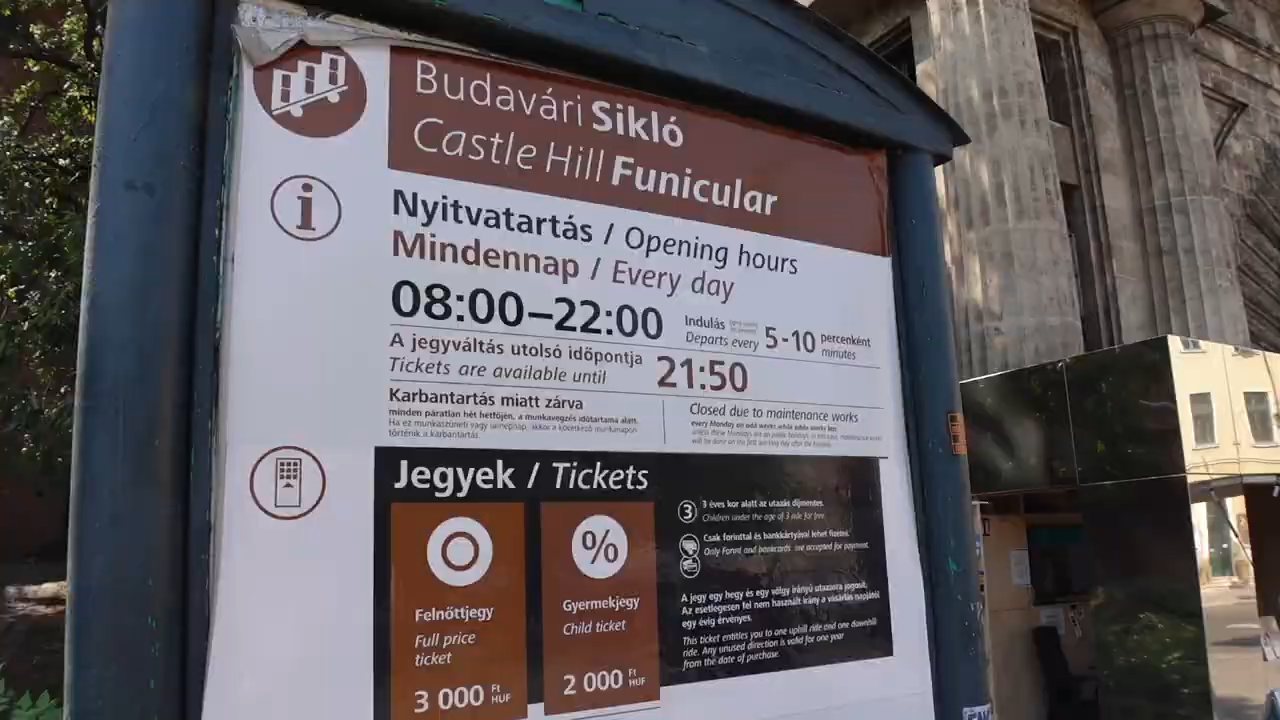 Budavári Sikló
Castle Hill Funicular
Nyitvatartás / Opening hours
Mindennap / Every day
08:00–22:00
Indulás
Departs every
5-10
percenként
minutes
A jegyváltás utolsó időpontja
Tickets are available until
21:50
Karbantartás miatt zárva
minden páratlan hét hétfőjén, a munkavégzés időtartama alatt.
Ha ez munkaszüneti vagy ünnepnap, akkor a következő munkanapon
történik a karbantartás.
Closed due to maintenance works
every Monday on odd weeks
Jegyek / Tickets
Felnőttjegy
Full price
ticket
3 000 Ft
HUF
%
Gyermekjegy
Child ticket
2 000 Ft
HUF
3
3 éves kor alatt az utazás díjmentes.
Children under the age of 3 ride for free.
Csak forinttal és bankkártyával lehet fizetni.
Only Forint and bankcards are accepted for payment.
A jegy egy hegy és egy völgy irányú utazásra jogosít.
Az esetlegesen fel nem használt irány a vásárlás napjától
egy évig érvényes.
This ticket entitles you to one uphill ride and one downhill
ride. Any unused direction is valid for one year
from the date of purchase.